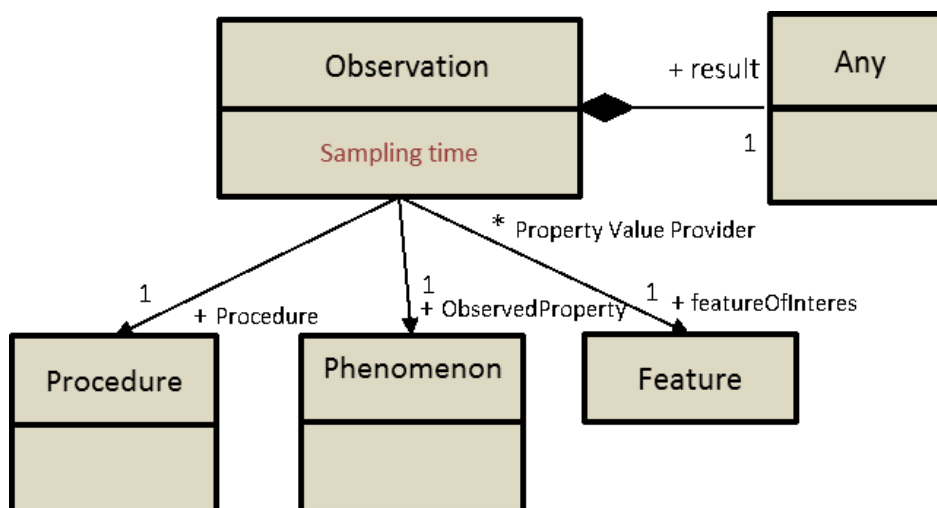 Observation
Any
+ result
1
Sampling time
* Property Value Provider
1
+ Procedure
1
+ ObservedProperty
1
+ featureOfInteres
Procedure
Phenomenon
Feature